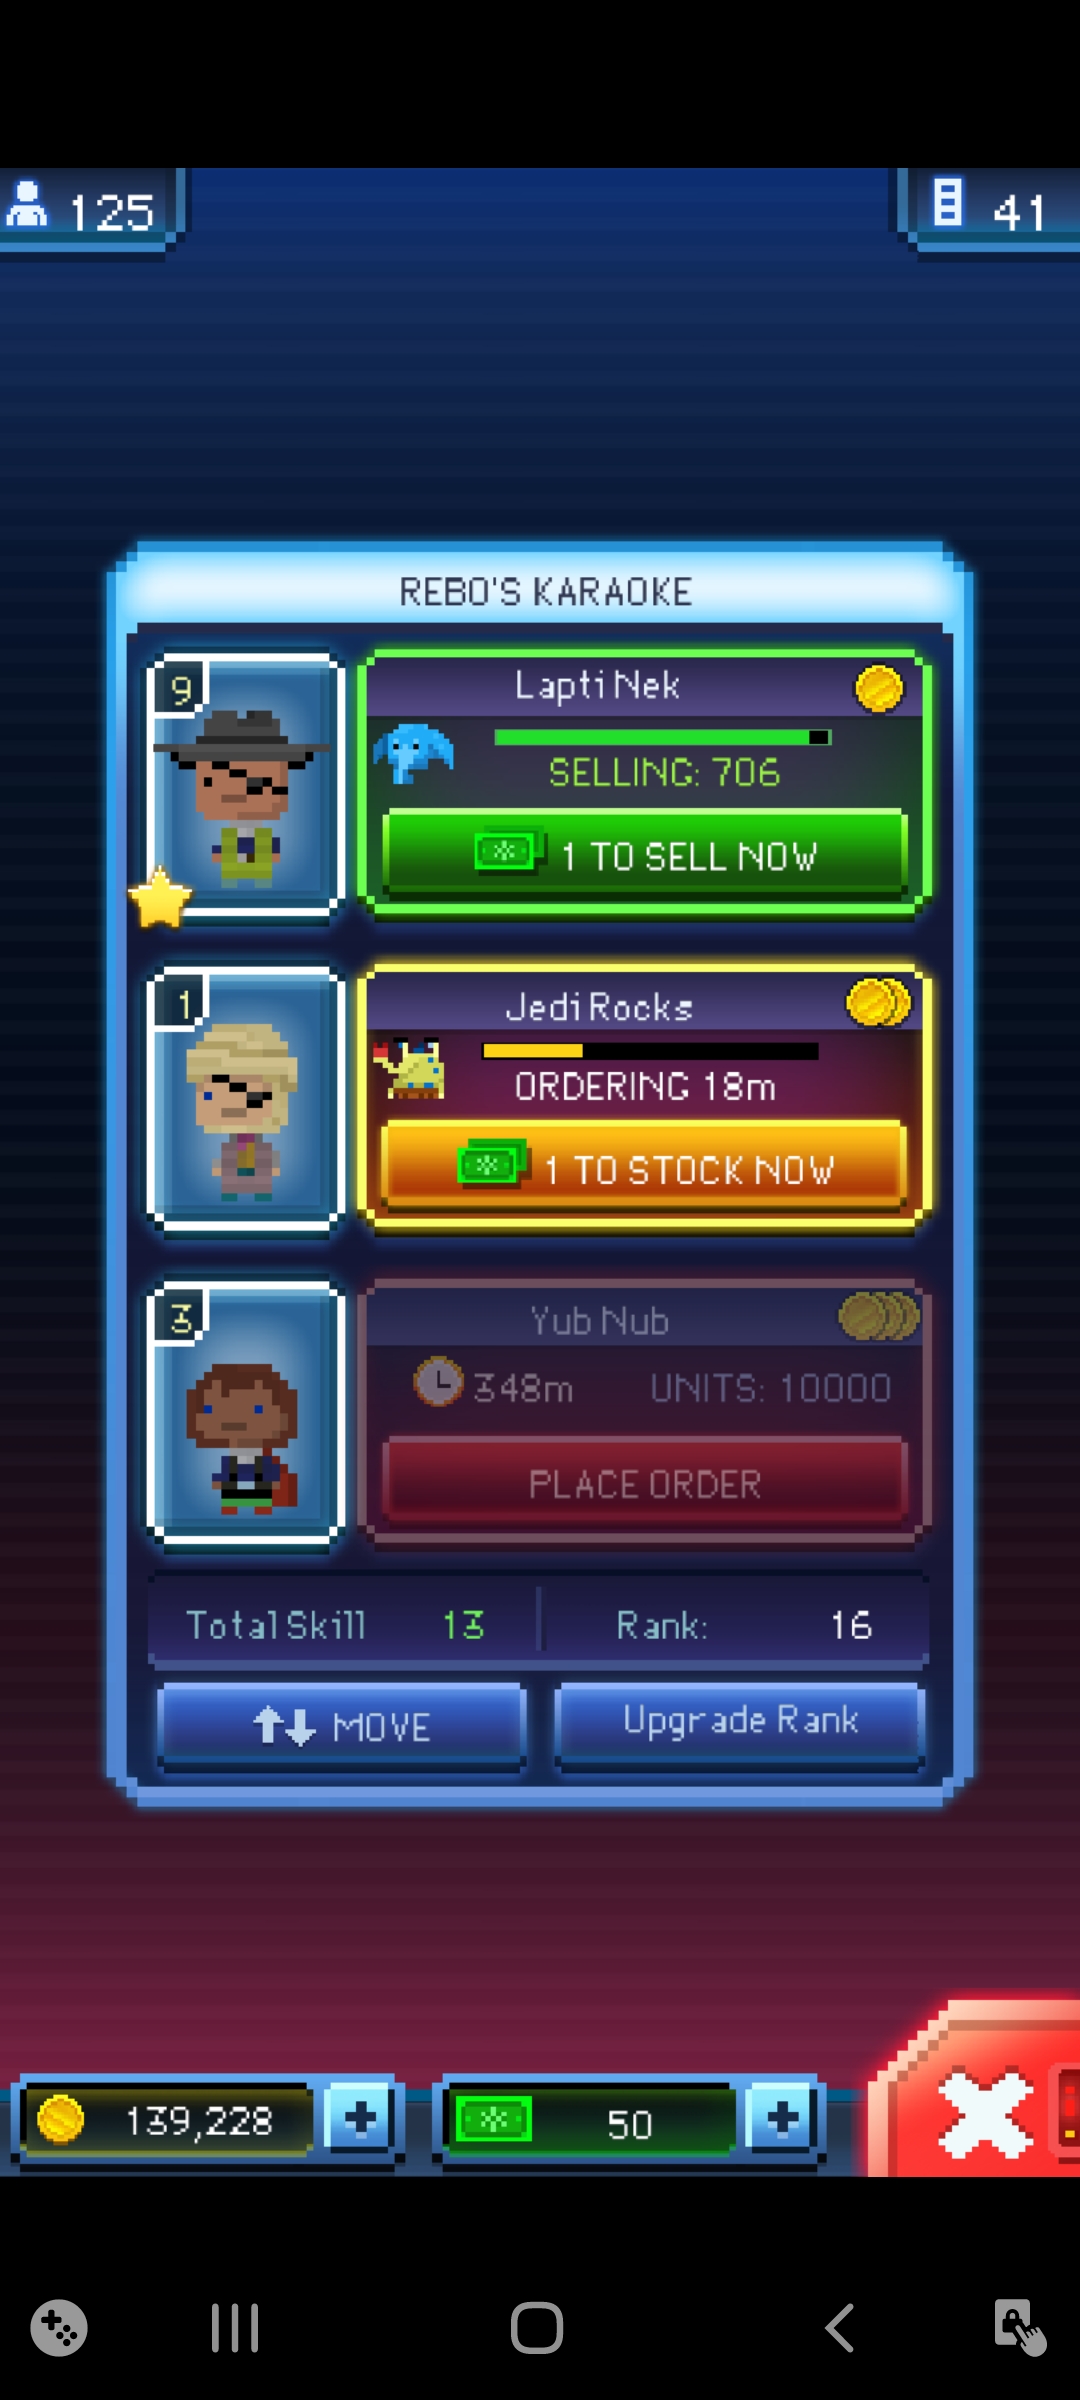 125
41
REBO'S KARAOKE
9
Lapti Nek
SELLING: 706
1 TO SELL NOW
1
Jedi Rocks
ORDERING 18m
1 TO STOCK NOW
3
Yub Nub
348m UNITS: 10000
PLACE ORDER
Total Skill 13 Rank: 16
MOVE Upgrade Rank
139,228 50